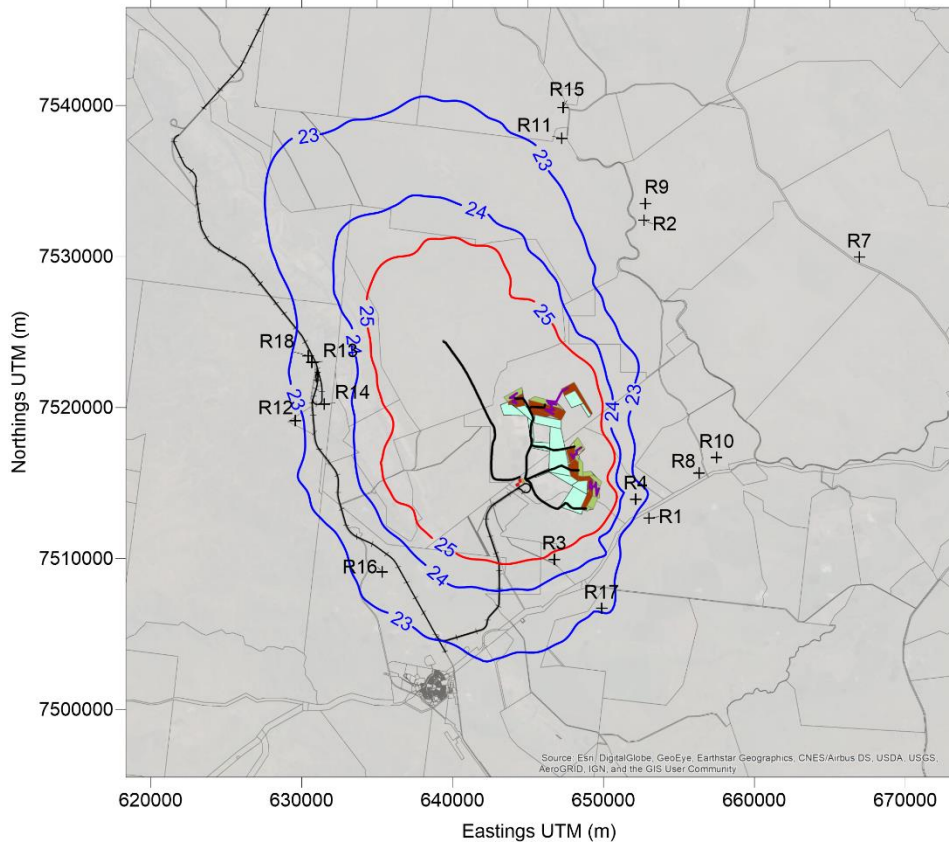 7540000
7530000
7520000
7510000
7500000
Northings UTM (m)
R15
R11
23
23
R9
R2
24
R7
25
25
24
R18
R13
R14
R12
23
24
23
R10
R8
R4
R1
R3
25
24
R16
R17
23
Source: Esri, DigitalGlobe, GeoEye, Earthstar Geographics, CNES/Airbus DS, USDA, USGS,
AeroGRID, IGN, and the GIS User Community
620000 630000 640000 650000 660000 670000
Eastings UTM (m)